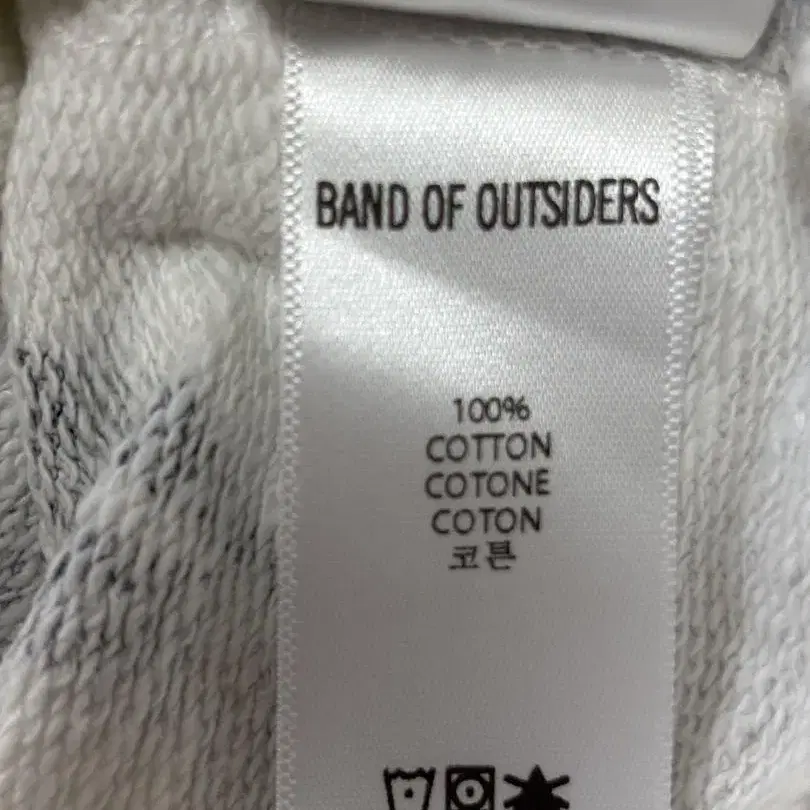 BAND OF OUTSIDERS
100%
COTTON
COTONE
COTON
코튼